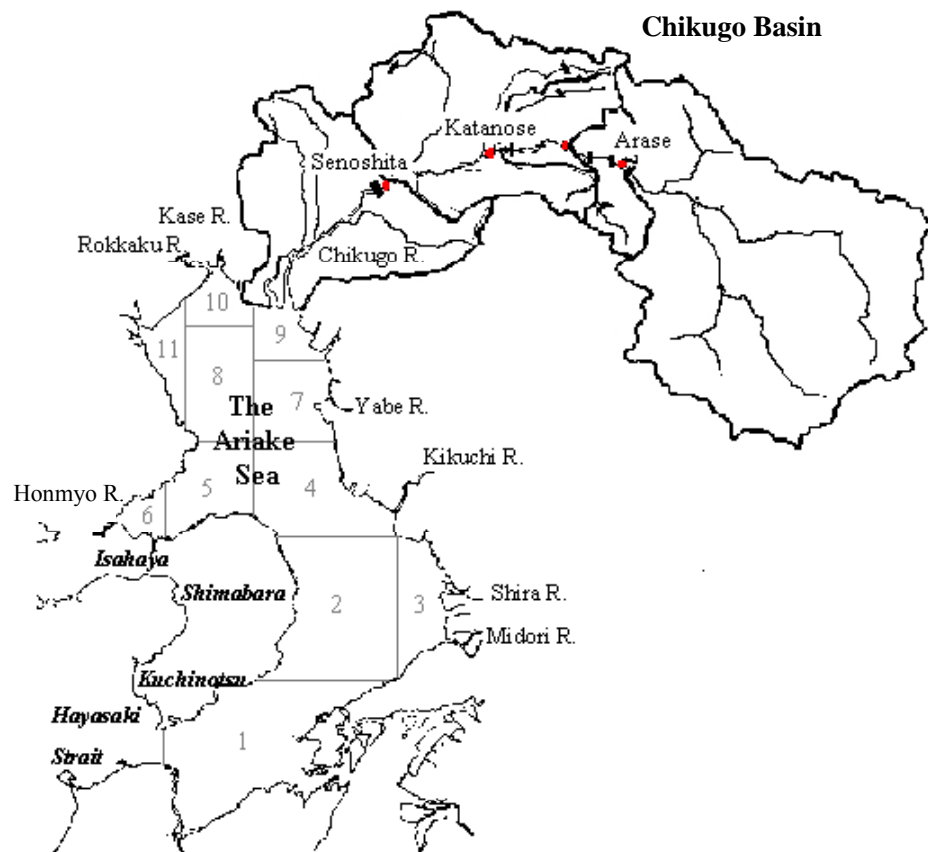 Chikugo Basin
Katanose
Arase
Senoshita
Kase R.
Rokkaku R.
Chikugo R.
10
9
11
8
7
The
Ariake
Sea
Yabe R.
Kikuchi R.
Honmyo R.
5
4
6
Isahaya
Shimabara
2
3
Shira R.
Midori R.
Kuchinotsu
Hayasaki
1
Strait